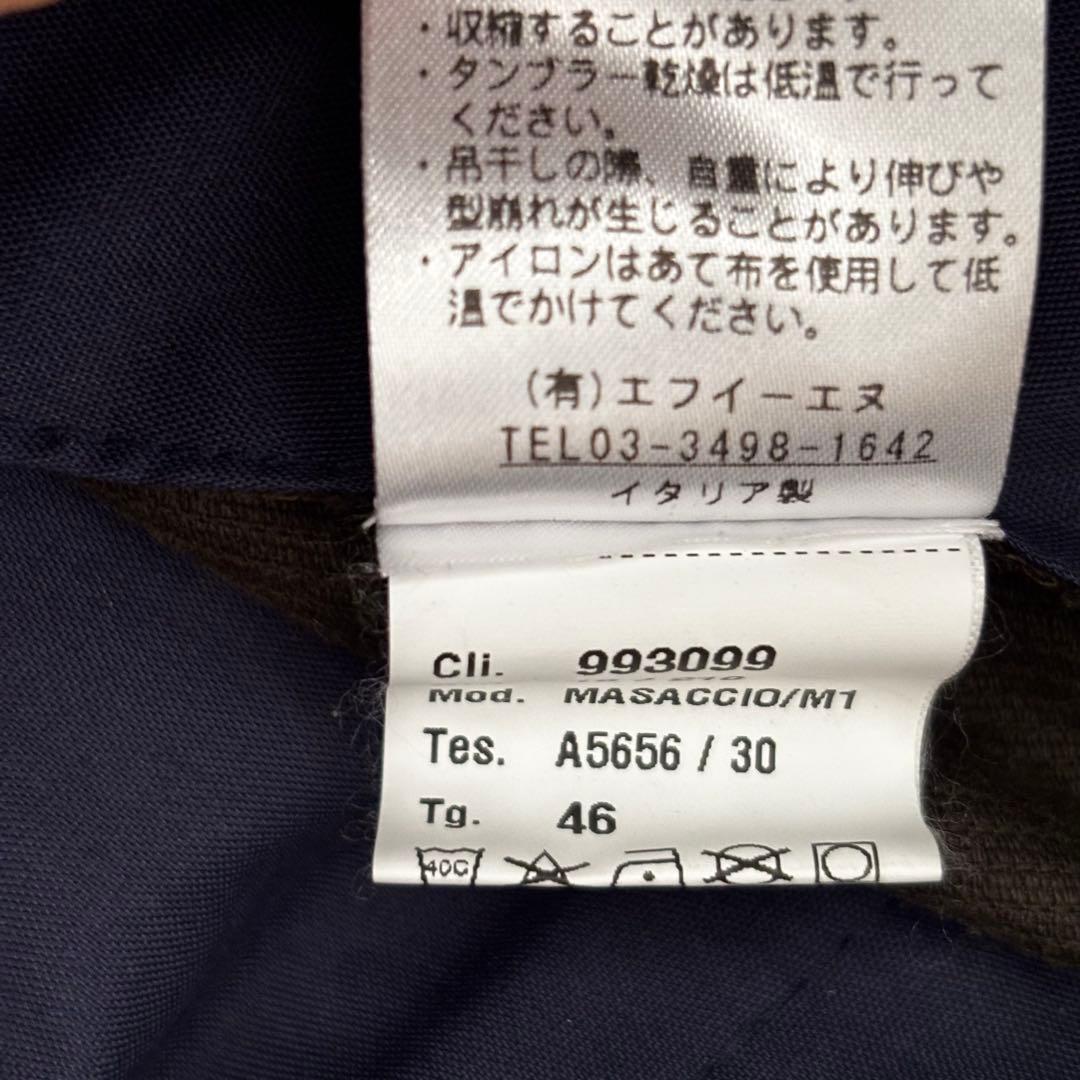 ・収縮することがあります。
・タンブラー乾燥は低温で行って
ください。
・吊干しの際、自重により伸びや
型崩れが生じることがあります。
・アイロンはあて布を使用して低
温でかけてください。
(有)エフイーエヌ
TEL03-3498-1642
イタリア製
Cli. 993099
Mod. MASACCIO/M1
Tes. A5656 / 30
Tg. 46
40C